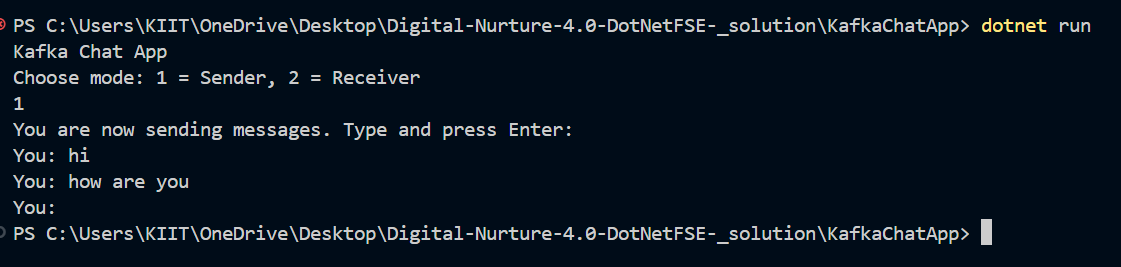 PS C:\Users\KIIT\OneDrive\Desktop\Digital-Nurture-4.0-DotNetFSE-_solution\KafkaChatApp> dotnet run
Kafka Chat App
Choose mode: 1 = Sender, 2 = Receiver
1
You are now sending messages. Type and press Enter:
You: hi
You: how are you
You:
PS C:\Users\KIIT\OneDrive\Desktop\Digital-Nurture-4.0-DotNetFSE-_solution\KafkaChatApp>